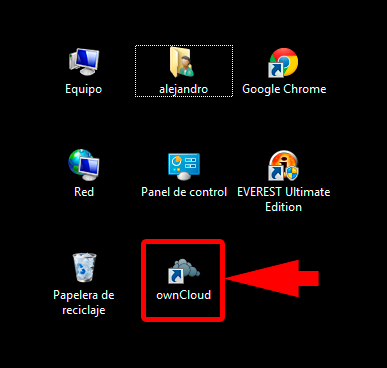 Equipo
alejandro
Google Chrome
Red
Panel de control
EVEREST Ultimate
Edition
Papelera de
reciclaje
ownCloud